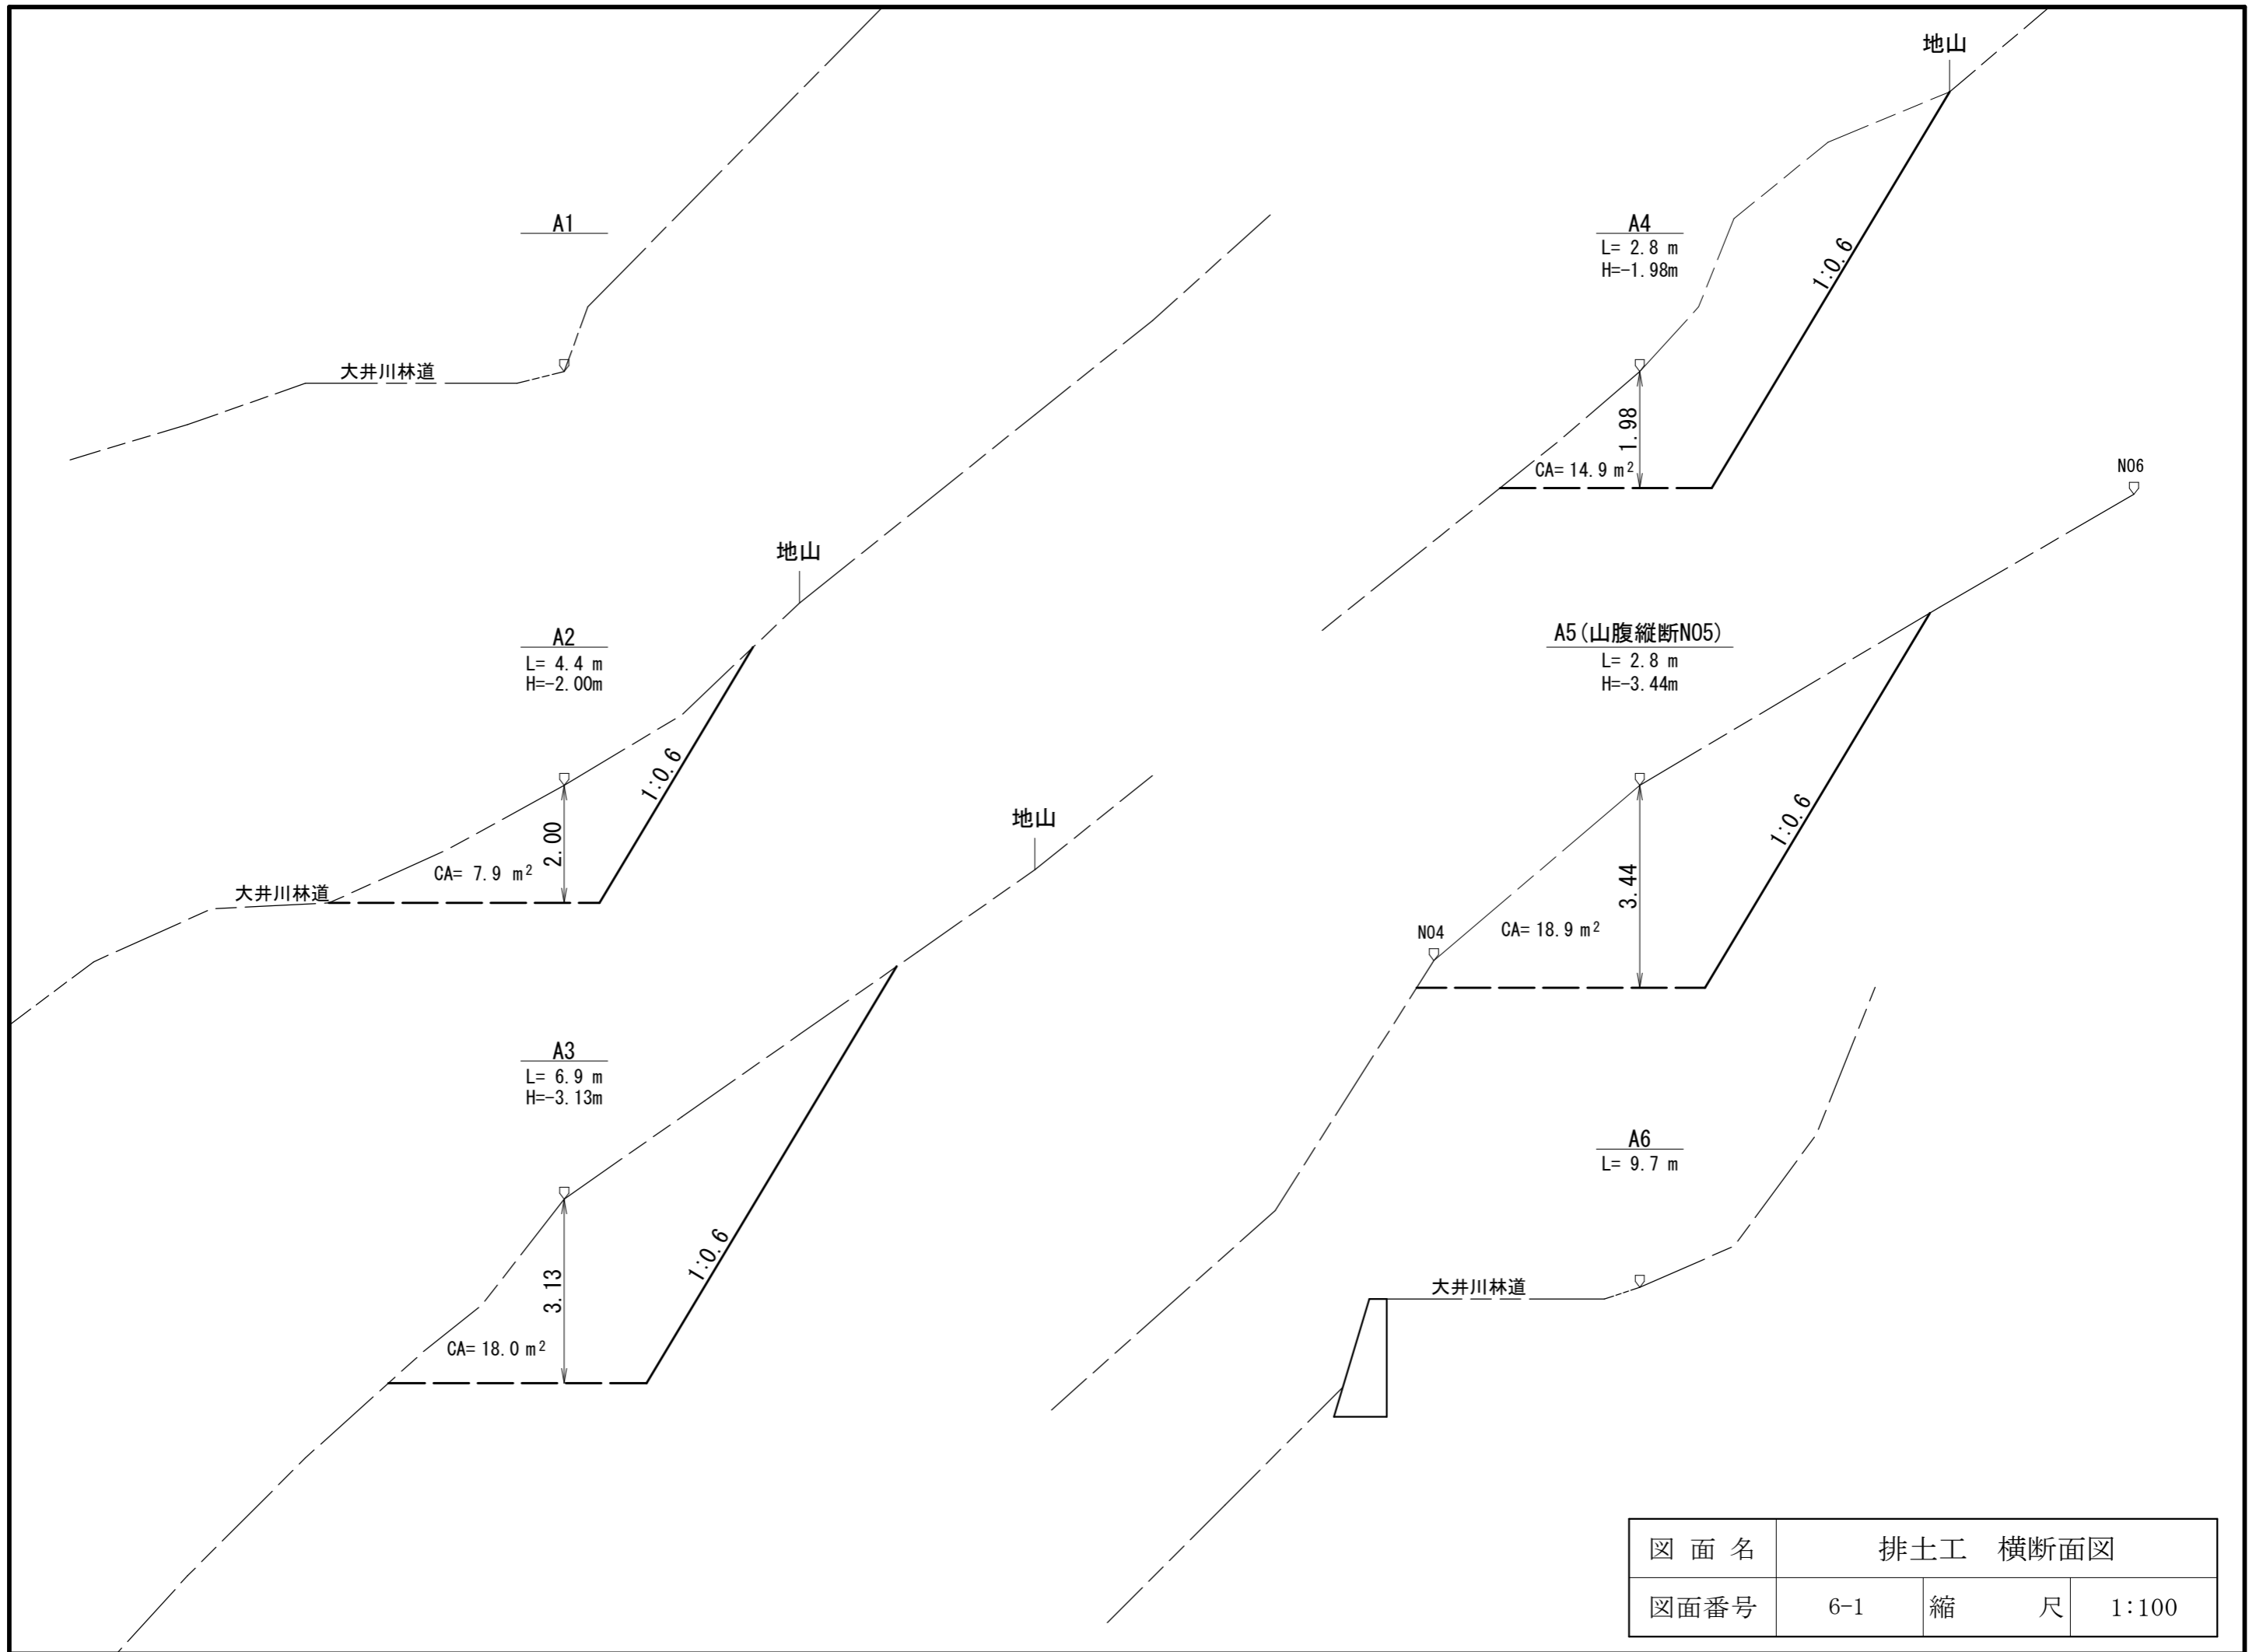 A1
大井川林道
地山
A2
L= 4.4 m
H=-2.00m
1:0.6
2.00
CA= 7.9 m²
大井川林道
地山
A3
L= 6.9 m
H=-3.13m
1:0.6
3.13
CA= 18.0 m²
地山
A4
L= 2.8 m
H=-1.98m
1:0.6
1.98
CA= 14.9 m²
NO6
A5(山腹縦断NO5)
L= 2.8 m
H=-3.44m
1:0.6
3.44
CA= 18.9 m²
NO4
A6
L= 9.7 m
大井川林道
図面名 排土工 横断面図
図面番号 6-1 縮尺 1:100